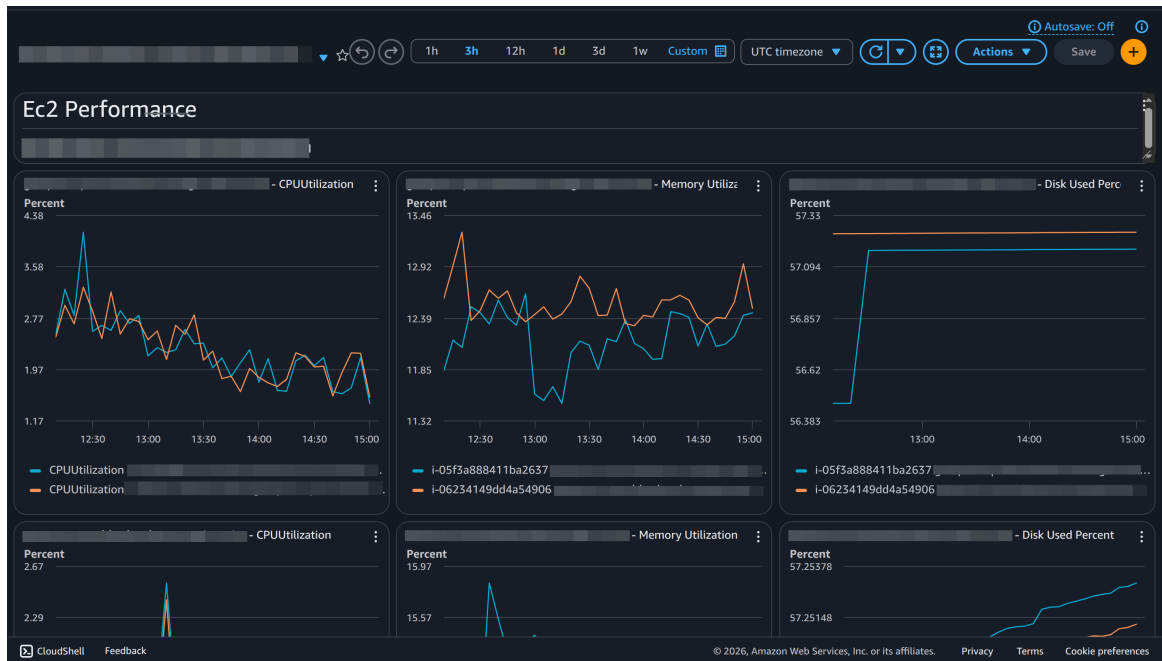 Autosave: Off
1h 3h 12h 1d 3d 1w Custom UTC timezone Actions Save +
Ec2 Performance
- CPUUtilization
Percent
4.38
3.58
2.77
1.97
1.17
12:30 13:00 13:30 14:00 14:30 15:00
CPUUtilization
CPUUtilization
- Memory Utiliza
Percent
13.46
12.92
12.39
11.85
11.32
12:30 13:00 13:30 14:00 14:30 15:00
i-05f3a888411ba2637
i-06234149dd4a54906
- Disk Used Perc
Percent
57.33
57.094
56.857
56.62
56.383
13:00 14:00 15:00
i-05f3a888411ba2637
i-06234149dd4a54906
- CPUUtilization
Percent
2.67
2.29
- Memory Utilization
Percent
15.97
15.57
- Disk Used Percent
Percent
57.25378
57.25148
CloudShell Feedback © 2026, Amazon Web Services, Inc. or its affiliates. Privacy Terms Cookie preferences